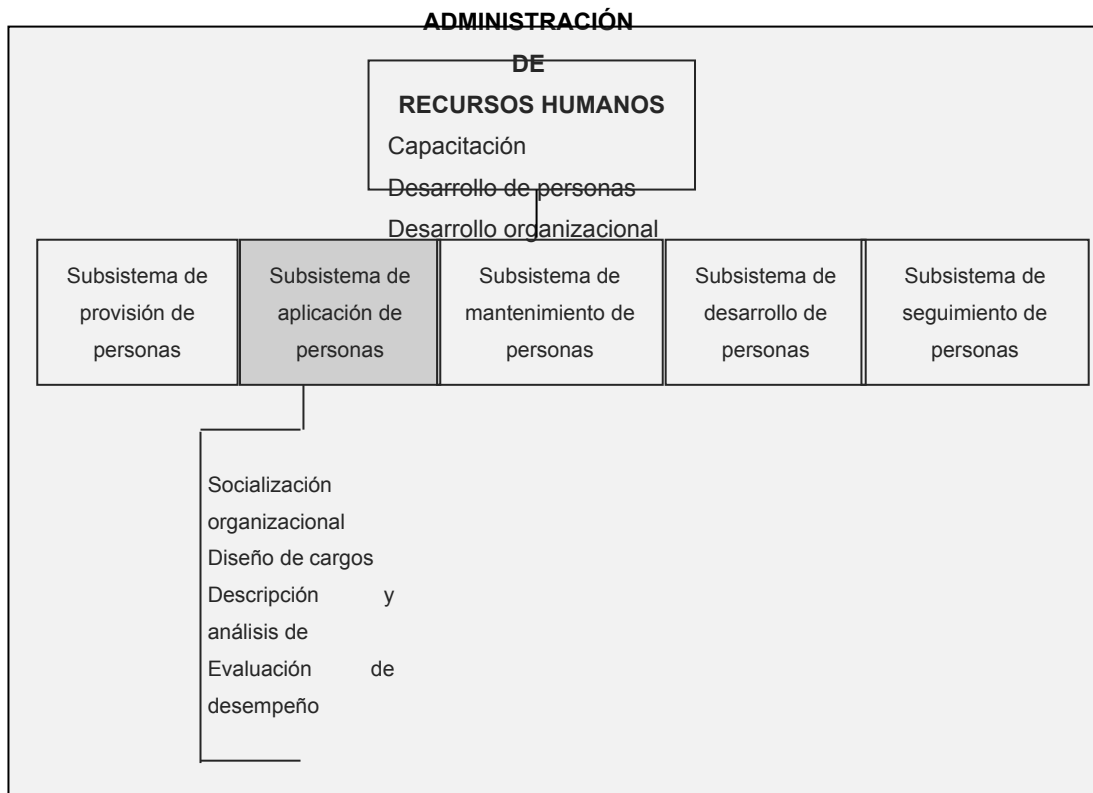 ADMINISTRACIÓN
DE
RECURSOS HUMANOS
Capacitación
Desarrollo de personas
Desarrollo organizacional
Subsistema de
provisión de
personas
Subsistema de
aplicación de
personas
Subsistema de
mantenimiento de
personas
Subsistema de
desarrollo de
personas
Subsistema de
seguimiento de
personas
Socialización
organizacional
Diseño de cargos
Descripción y
análisis de
Evaluación de
desempeño